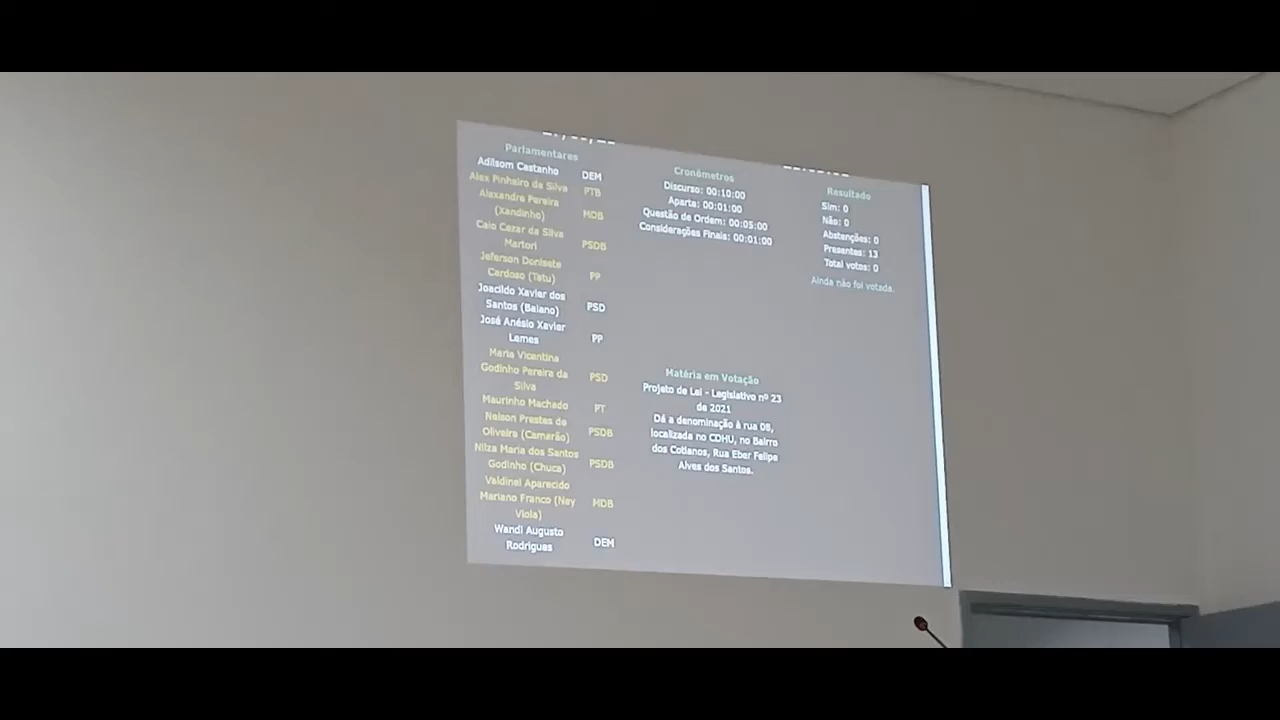 Parlamentares
Adilsom Castanho DEM
Alex Pinheiro da Silva PTB
Alexandre Pereira
(Xandinho) MDB
Caio Cezar da Silva
Martori PSDB
Jeferson Donisete
Cardoso (Tatu) PP
Joacildo Xavier dos
Santos (Baiano) PSD
José Anésio Xavier
Lemes PP
Maria Vicentina
Godinho Pereira da
Silva PSD
Maurinho Machado PT
Nelson Prestes de
Oliveira (Camarão) PSDB
Nilza Maria dos Santos
Godinho (Chuca) PSDB
Valdinei Aparecido
Mariano Franco (Ney
Viola) MDB
Wandi Augusto
Rodrigues DEM
Cronômetros
Discurso: 00:10:00
Aparte: 00:01:00
Questão de Ordem: 00:05:00
Considerações Finais: 00:01:00
Matéria em Votação
Projeto de Lei - Legislativo nº 23
de 2021
Dá a denominação à rua 08,
localizada no CDHU, no Bairro
dos Cotianos, Rua Eber Felipe
Alves dos Santos.
Resultado
Sim: 0
Não: 0
Abstenções: 0
Presentes: 13
Total votos: 0
Ainda não foi votada.